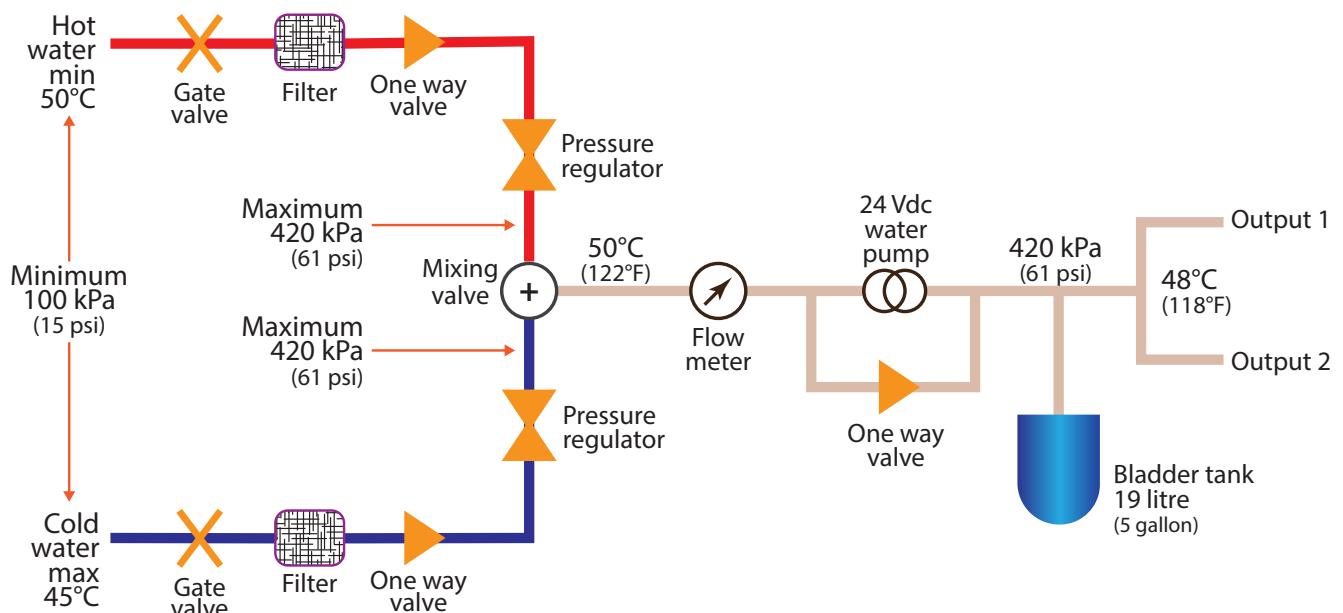 Hot
water
min
50°C
Gate
valve
Filter
One way
valve
Pressure
regulator
Maximum
420 kPa
(61 psi)
Minimum
100 kPa
(15 psi)
Mixing
valve
+
50°C
(122°F)
Flow
meter
24 Vdc
water
pump
420 kPa
(61 psi)
Output 1
48°C
(118°F)
Output 2
Maximum
420 kPa
(61 psi)
Pressure
regulator
One way
valve
Bladder tank
19 litre
(5 gallon)
Cold
water
max
45°C
Gate
valve
Filter
One way
valve